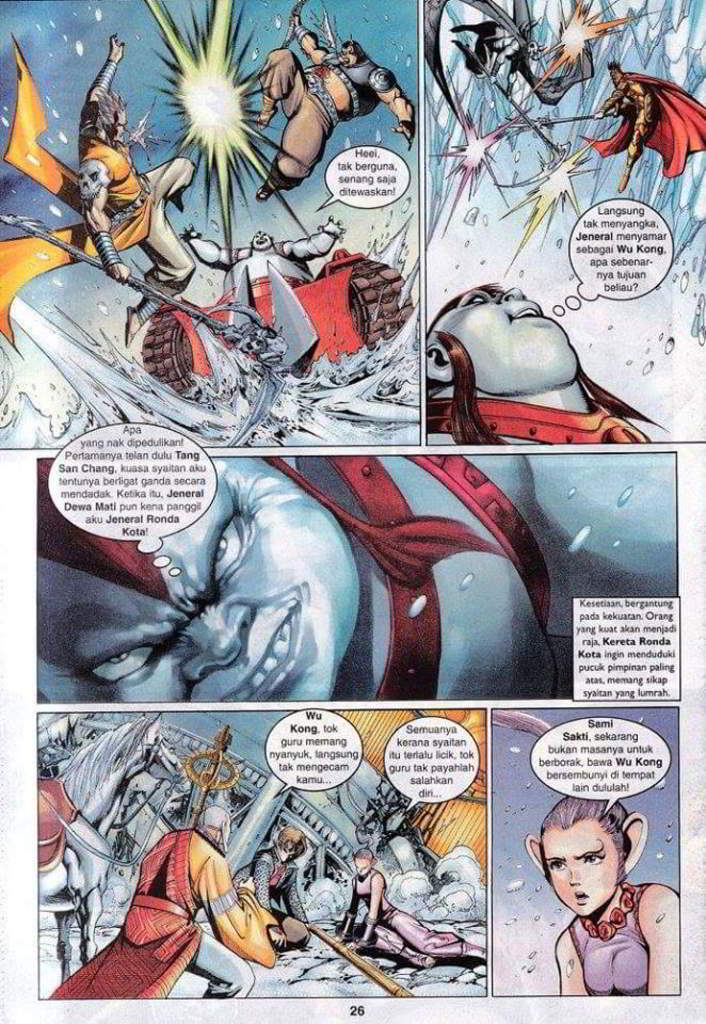 Heei,
tak berguna,
senang saja
ditewaskan!
Langsung
tak menyangka,
Jeneral menyamar
sebagai Wu Kong,
apa sebenar-
nya tujuan
beliau?
Apa
yang nak dipedulikan!
Pertamanya telan dulu Tang
San Chang, kuasa syaitan aku
tentunya berligat ganda secara
mendadak. Ketika itu, Jeneral
Dewa Mati pun kena panggil
aku Jeneral Ronda
Kota!
Kesetiaan, bergantung
pada kekuatan. Orang
yang kuat akan menjadi
raja, Kereta Ronda
Kota ingin menduduki
pucuk pimpinan paling
atas, memang sikap
syaitan yang lumrah.
Wu
Kong, tok
guru memang
nyanyuk, langsung
tak mengecam
kamu...
Semuanya
kerana syaitan
itu terlalu licik, tok
guru tak payahlah
salahkan
diri...
Sami
Sakti, sekarang
bukan masanya untuk
berborak, bawa Wu Kong
bersembunyi di tempat
lain dululah!
26